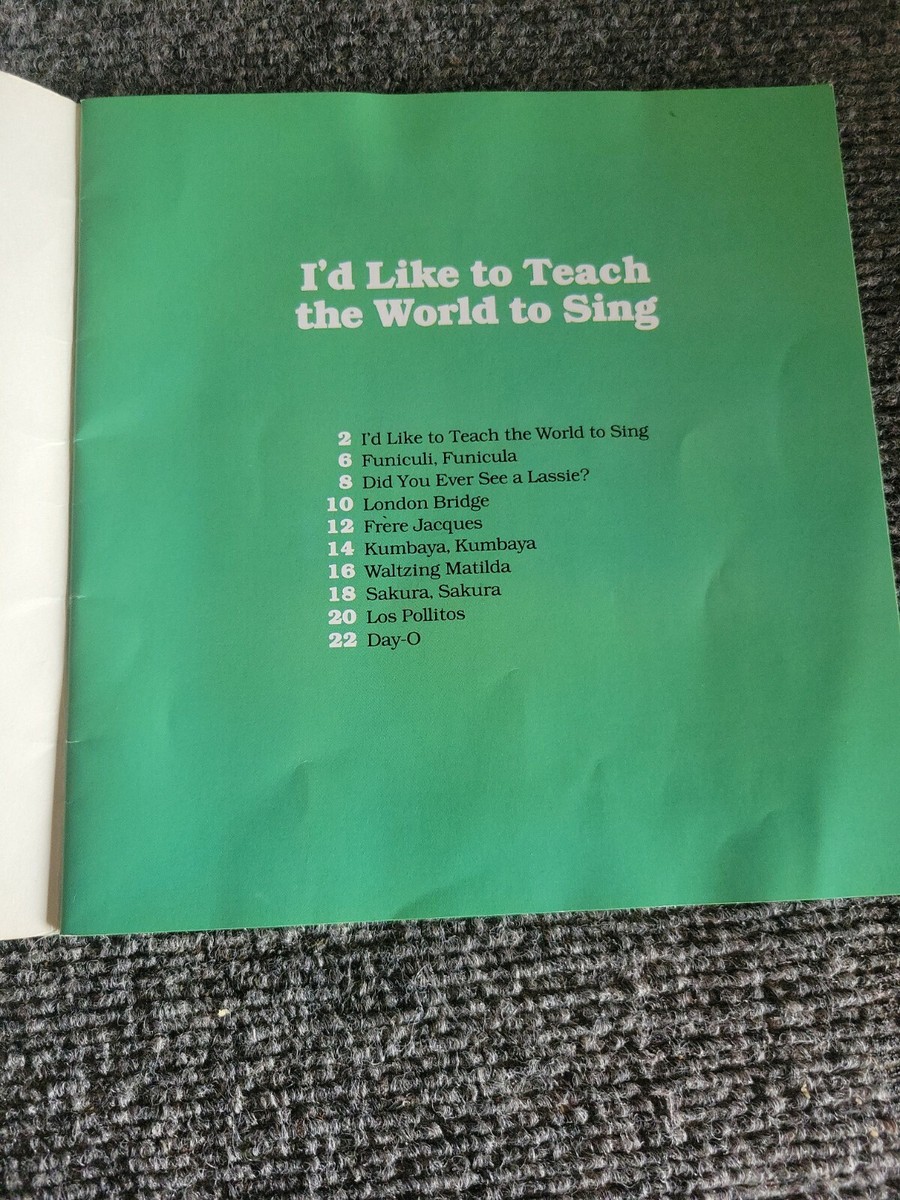 I'd Like to Teach
the World to Sing
2 I'd Like to Teach the World to Sing
6 Funiculi, Funicula
8 Did You Ever See a Lassie?
10 London Bridge
12 Frère Jacques
14 Kumbaya, Kumbaya
16 Waltzing Matilda
18 Sakura, Sakura
20 Los Pollitos
22 Day-O